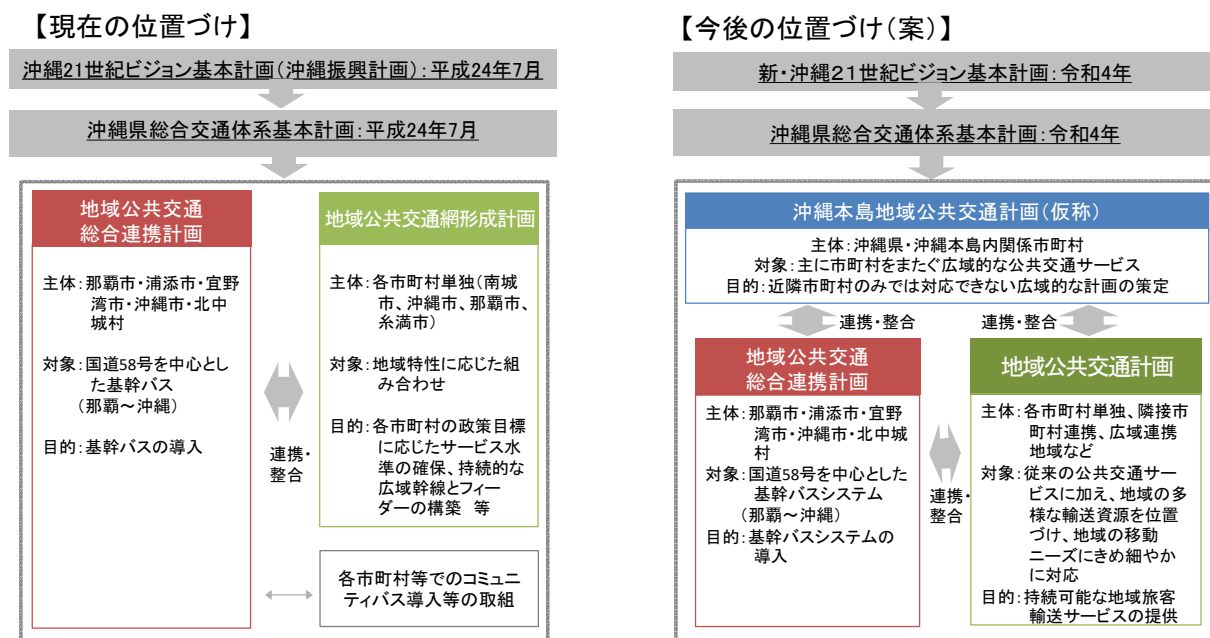 【現在の位置づけ】
沖縄21世紀ビジョン基本計画(沖縄振興計画):平成24年7月
沖縄県総合交通体系基本計画:平成24年7月
地域公共交通
総合連携計画
主体:那覇市・浦添市・宜野
湾市・沖縄市・北中
城村
対象:国道58号を中心とし
た基幹バス
(那覇~沖縄)
目的:基幹バスの導入
連携・
整合
地域公共交通網形成計画
主体:各市町村単独(南城
市、沖縄市、那覇市、
糸満市)
対象:地域特性に応じた組
み合わせ
目的:各市町村の政策目標
に応じたサービス水
準の確保、持続的な
広域幹線とフィー
ダーの構築 等
各市町村等でのコミュニ
ティバス導入等の取組
【今後の位置づけ(案)】
新・沖縄21世紀ビジョン基本計画:令和4年
沖縄県総合交通体系基本計画:令和4年
沖縄本島地域公共交通計画(仮称)
主体:沖縄県・沖縄本島内関係市町村
対象:主に市町村をまたぐ広域的な公共交通サービス
目的:近隣市町村のみでは対応できない広域的な計画の策定
連携・整合
連携・整合
地域公共交通
総合連携計画
主体:那覇市・浦添市・宜野
湾市・沖縄市・北中城
村
対象:国道58号を中心とした
基幹バスシステム
(那覇~沖縄)
目的:基幹バスシステムの
導入
連携・
整合
地域公共交通計画
主体:各市町村単独、隣接市
町村連携、広域連携
地域など
対象:従来の公共交通サー
ビスに加え、地域の多
様な輸送資源を位置
づけ、地域の移動
ニーズにきめ細やか
に対応
目的:持続可能な地域旅客
輸送サービスの提供